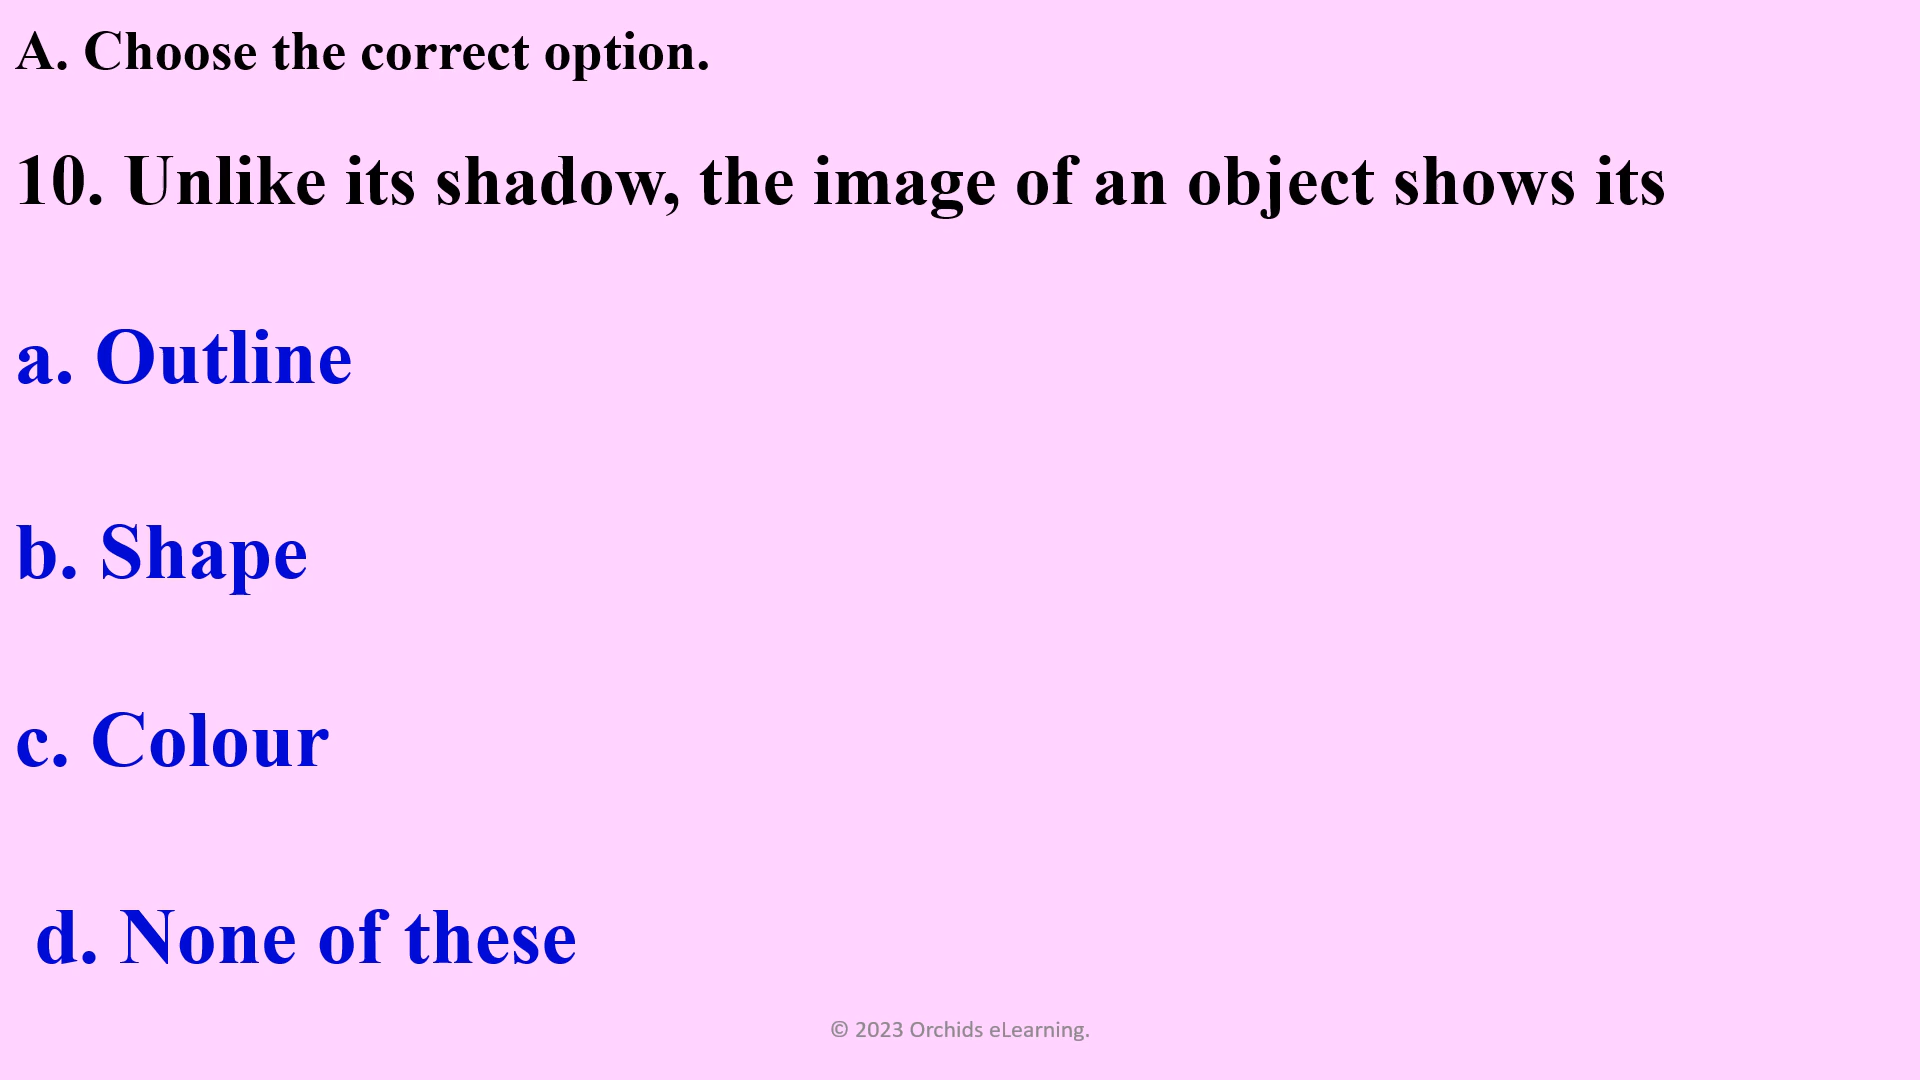 A. Choose the correct option.
10. Unlike its shadow, the image of an object shows its
a. Outline
b. Shape
c. Colour
d. None of these
© 2023 Orchids eLearning.